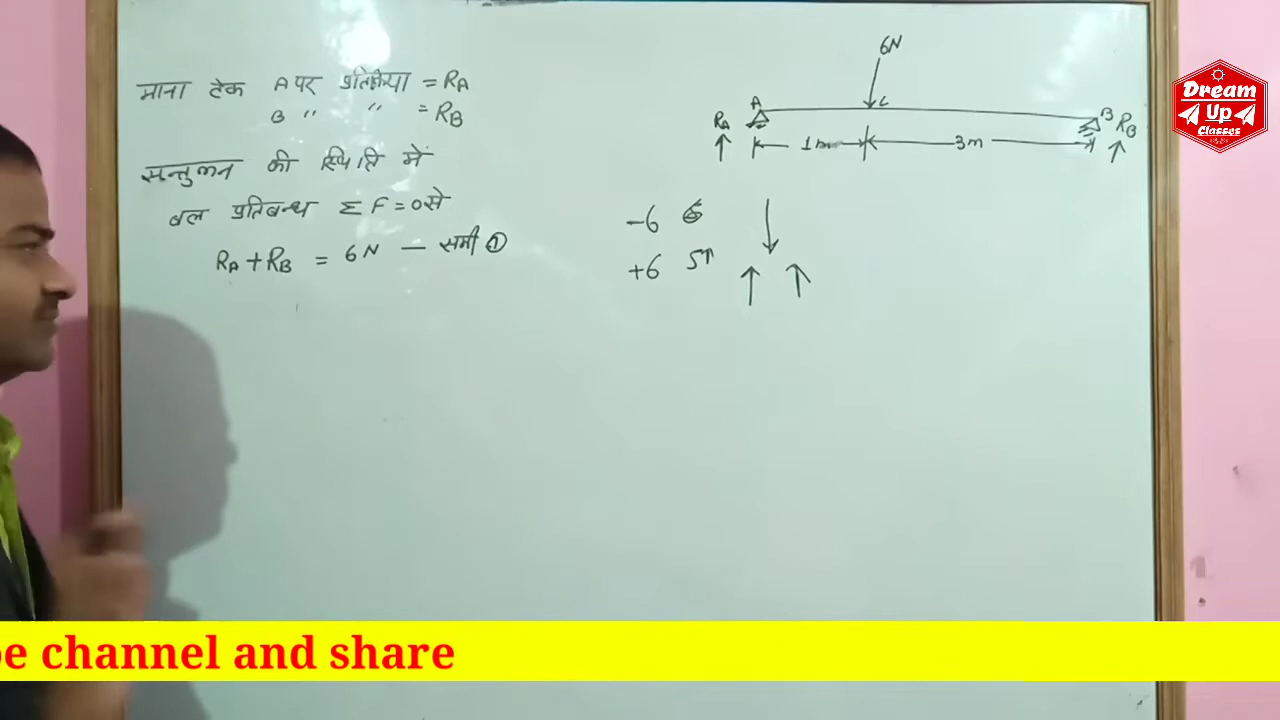 माना टेक A पर प्रतिक्रिया = RA
B " " = RB
सन्तुलन की स्थिति में
बल प्रतिबन्ध Σ F = 0 से
RA + RB = 6N — समी ①
6N
A C B
RA RB
1m 3m
-6
+6 5↑
Dream
Up
Classes
channel and share